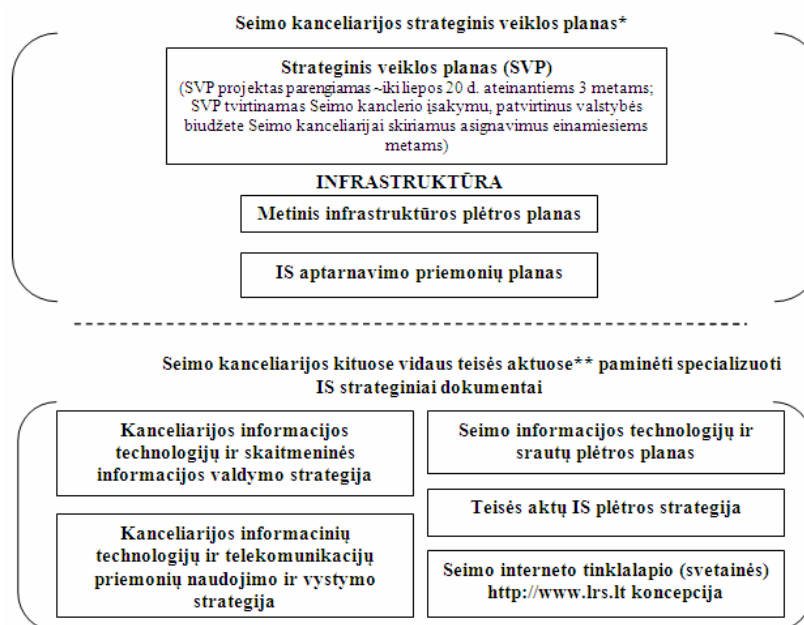 Seimo kanceliarijos strateginis veiklos planas*
Strateginis veiklos planas (SVP)
(SVP projektas parengiamas ~iki liepos 20 d. ateinantiems 3 metams;
SVP tvirtinamas Seimo kanclerio įsakymu, patvirtinus valstybės
biudžete Seimo kanceliarijai skiriamus asignavimus einamiesiems
metams)
INFRASTRUKTŪRA
Metinis infrastruktūros plėtros planas
IS aptarnavimo priemonių planas
Seimo kanceliarijos kituose vidaus teisės aktuose** paminėti specializuoti
IS strateginiai dokumentai
Kanceliarijos informacijos
technologijų ir skaitmeninės
informacijos valdymo strategija
Kanceliarijos informacinių
technologijų ir telekomunikacijų
priemonių naudojimo ir vystymo
strategija
Seimo informacijos technologijų ir
srautų plėtros planas
Teisės aktų IS plėtros strategija
Seimo interneto tinklalapio (svetainės)
http://www.lrs.lt koncepcija